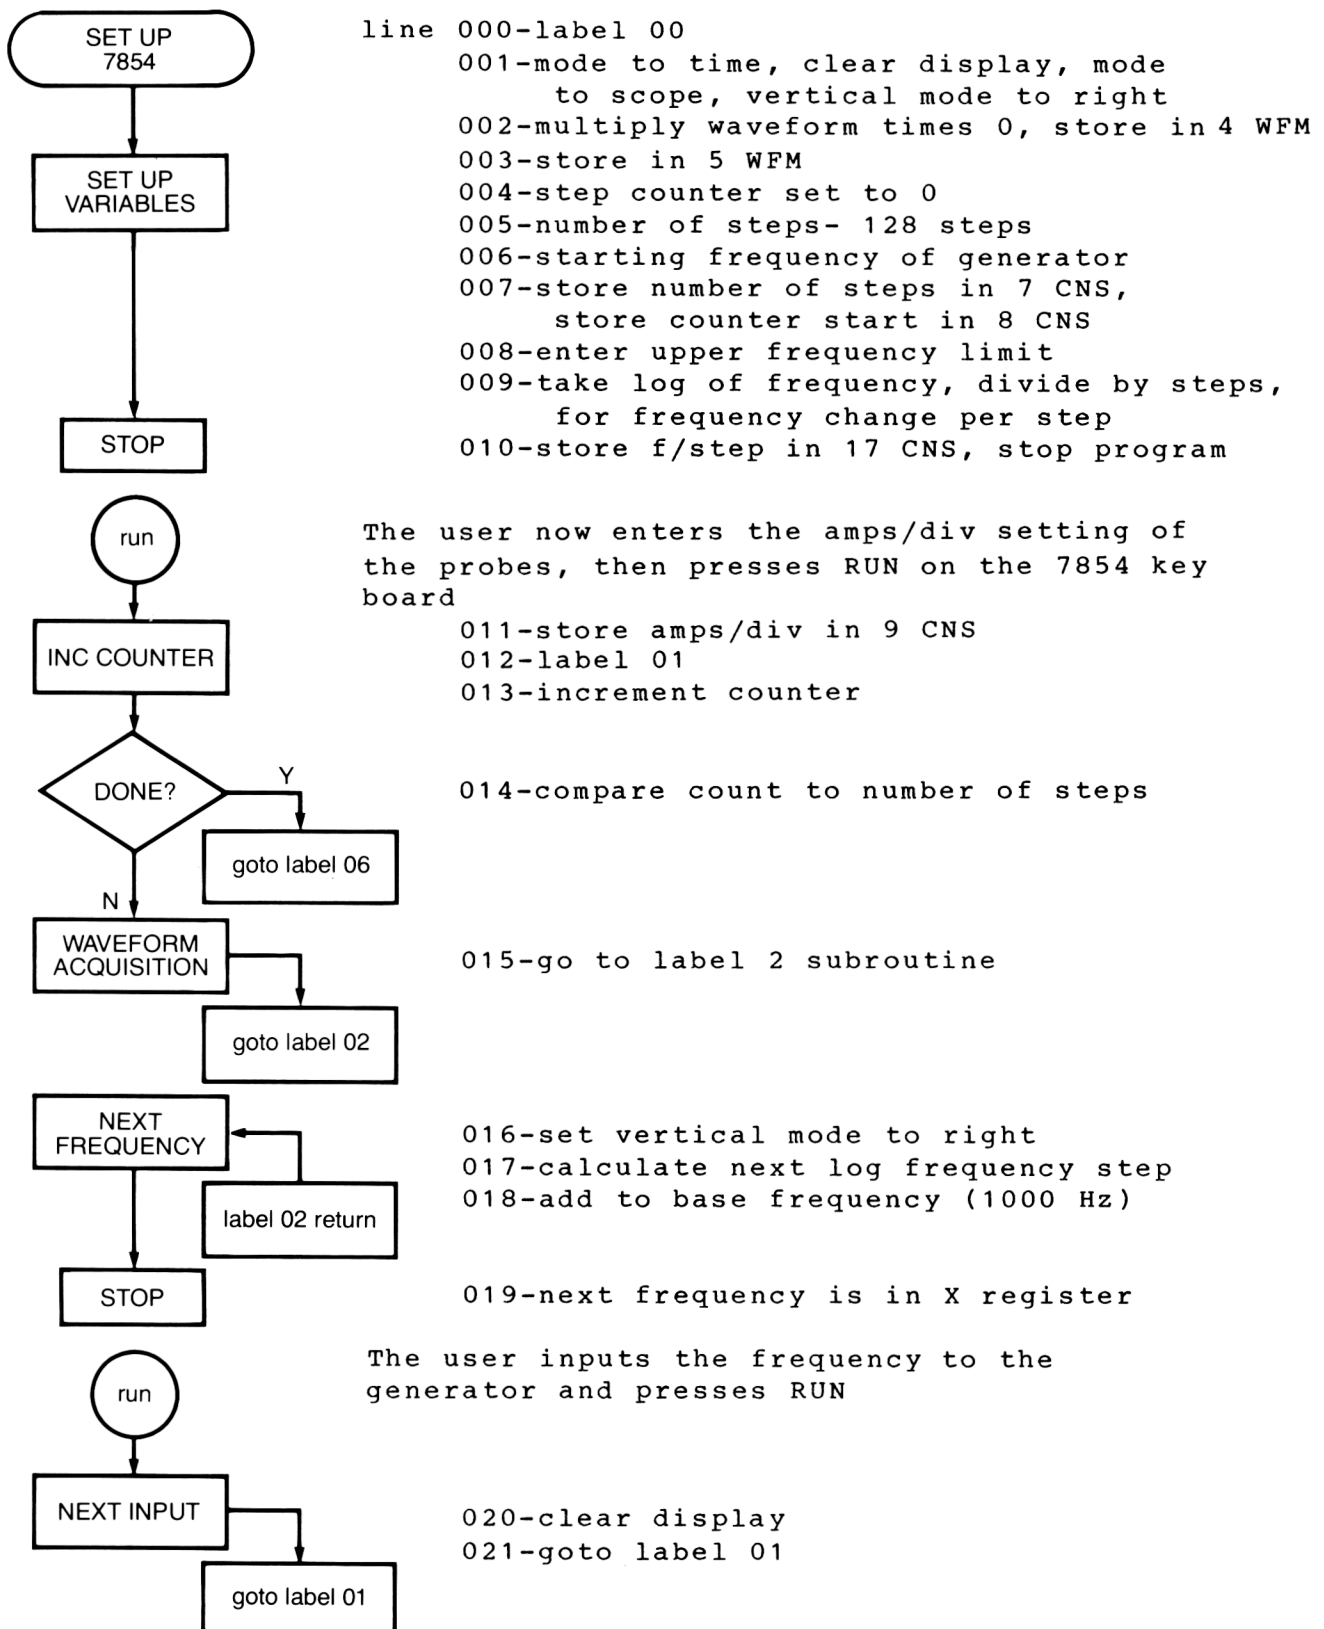 SET UP
7854
line 000-label 00
001-mode to time, clear display, mode
to scope, vertical mode to right
002-multiply waveform times 0, store in 4 WFM
003-store in 5 WFM
SET UP
VARIABLES
004-step counter set to 0
005-number of steps- 128 steps
006-starting frequency of generator
007-store number of steps in 7 CNS,
store counter start in 8 CNS
008-enter upper frequency limit
009-take log of frequency, divide by steps,
for frequency change per step
STOP
010-store f/step in 17 CNS, stop program
run
The user now enters the amps/div setting of
the probes, then presses RUN on the 7854 key
board
INC COUNTER
011-store amps/div in 9 CNS
012-label 01
013-increment counter
DONE?
Y
014-compare count to number of steps
goto label 06
N
WAVEFORM
ACQUISITION
015-go to label 2 subroutine
goto label 02
NEXT
FREQUENCY
016-set vertical mode to right
017-calculate next log frequency step
018-add to base frequency (1000 Hz)
label 02 return
STOP
019-next frequency is in X register
run
The user inputs the frequency to the
generator and presses RUN
NEXT INPUT
020-clear display
021-goto label 01
goto label 01